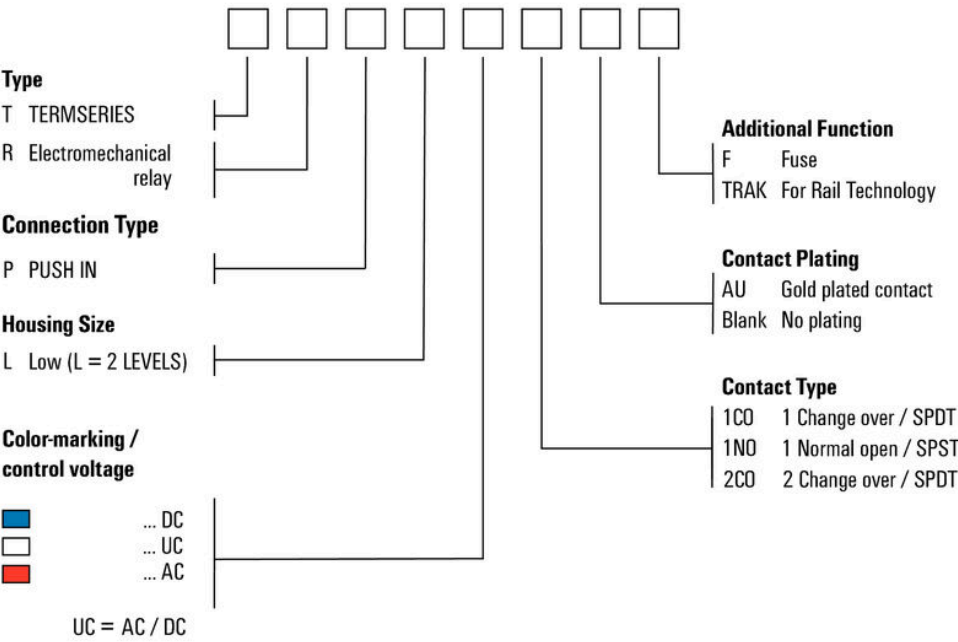 Type
T TERMSERIES
R Electromechanical
relay
Connection Type
P PUSH IN
Housing Size
L Low (L = 2 LEVELS)
Color-marking /
control voltage
... DC
... UC
... AC
UC = AC / DC
Additional Function
F Fuse
TRAK For Rail Technology
Contact Plating
AU Gold plated contact
Blank No plating
Contact Type
1CO 1 Change over / SPDT
1NO 1 Normal open / SPST
2CO 2 Change over / SPDT